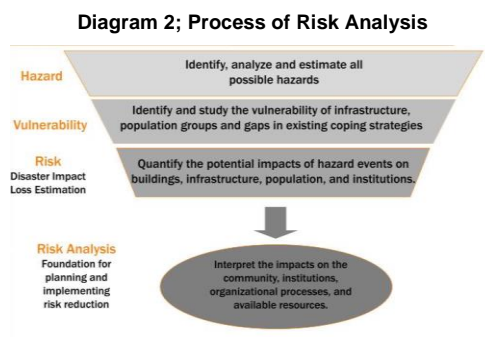 Diagram 2; Process of Risk Analysis
Hazard
Identify, analyze and estimate all
possible hazards
Vulnerability
Identify and study the vulnerability of infrastructure,
population groups and gaps in existing coping strategies
Risk
Disaster Impact
Loss Estimation
Quantify the potential impacts of hazard events on
buildings, infrastructure, population, and institutions.
Risk Analysis
Foundation for
planning and
implementing
risk reduction
Interpret the impacts on the
community, institutions,
organizational processes, and
available resources.